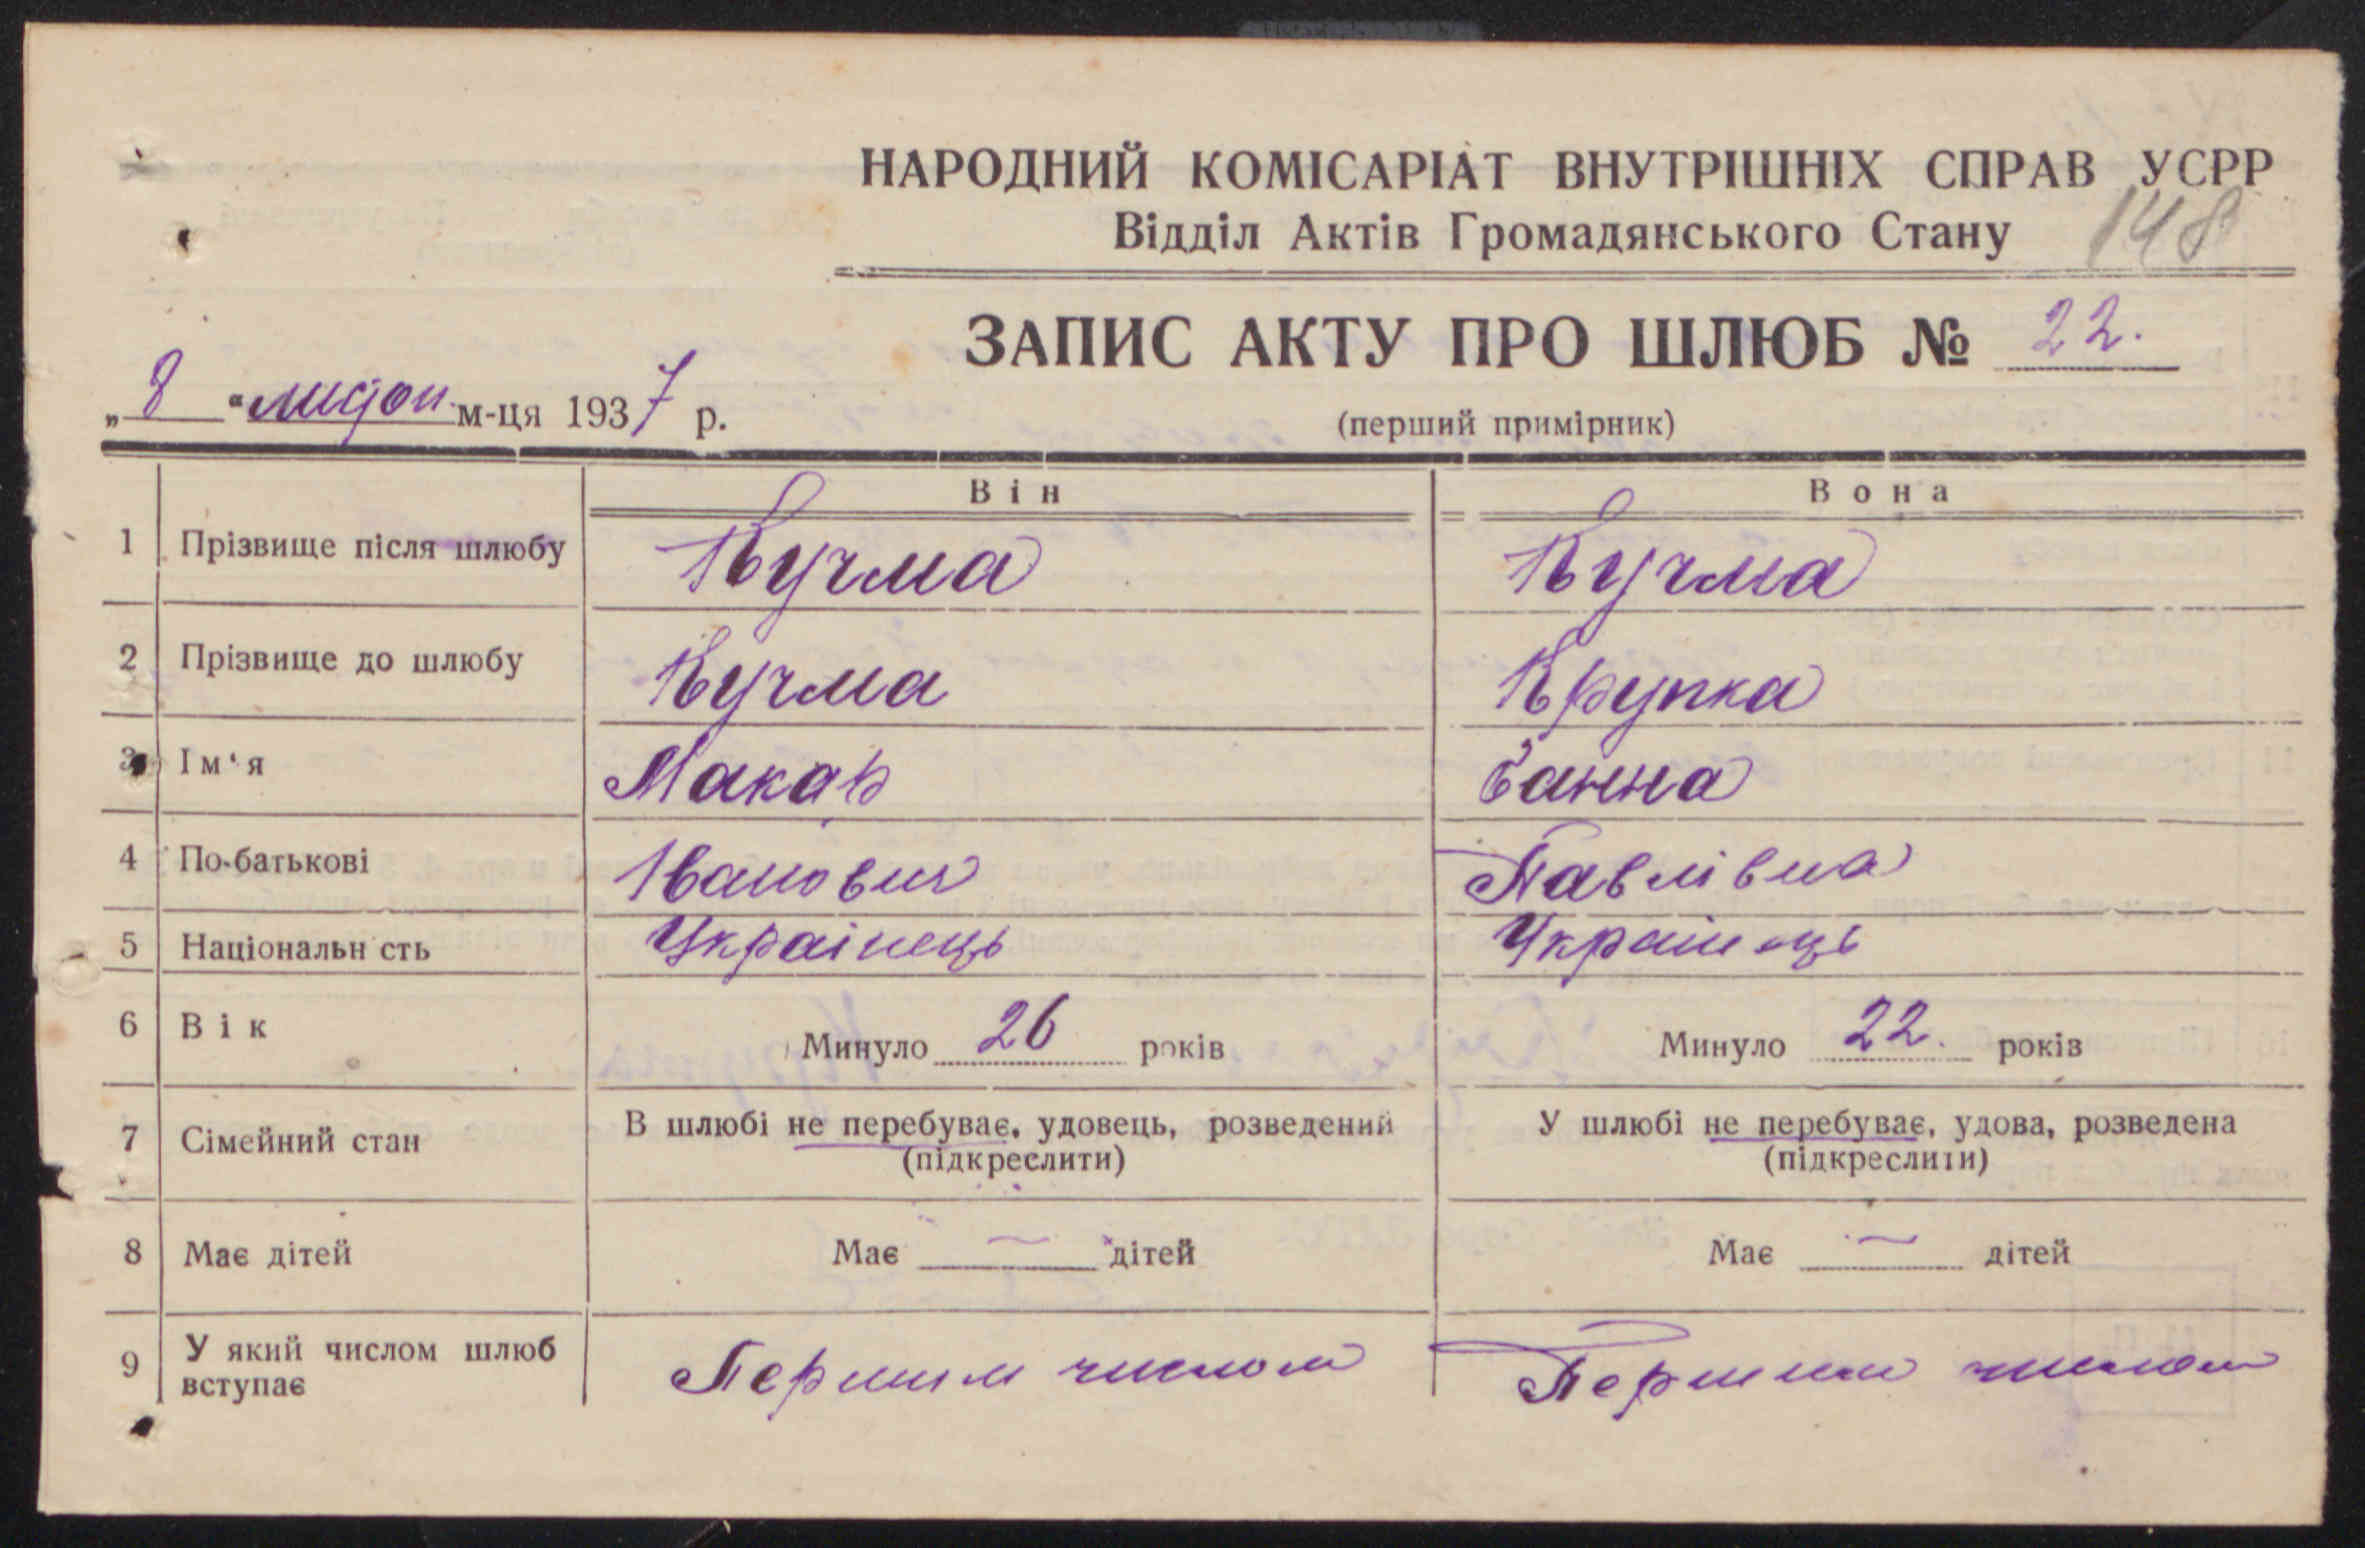 НАРОДНИЙ КОМІСАРІАТ ВНУТРІШНІХ СПРАВ УСРР
Відділ Актів Громадянського Стану 148
ЗАПИС АКТУ ПРО ШЛЮБ № 22.
„ 8 “ м-ця 1937 р.
(перший примірник)
Він Вона
1 Прізвище після шлюбу Кучма Кучма
2 Прізвище до шлюбу Кучма Крупка
3 Ім‘я Макар Ганна
4 По-батькові Іванович Павлівна
5 Національн сть Українець Українець
6 Вік Минуло 26 років Минуло 22. років
7 Сімейний стан В шлюбі не перебуває, удовець, розведений У шлюбі не перебуває, удова, розведена
(підкреслити) (підкреслити)
8 Має дітей Має — дітей Має — дітей
9 У який числом шлюб вступає Першим числом Першим числом